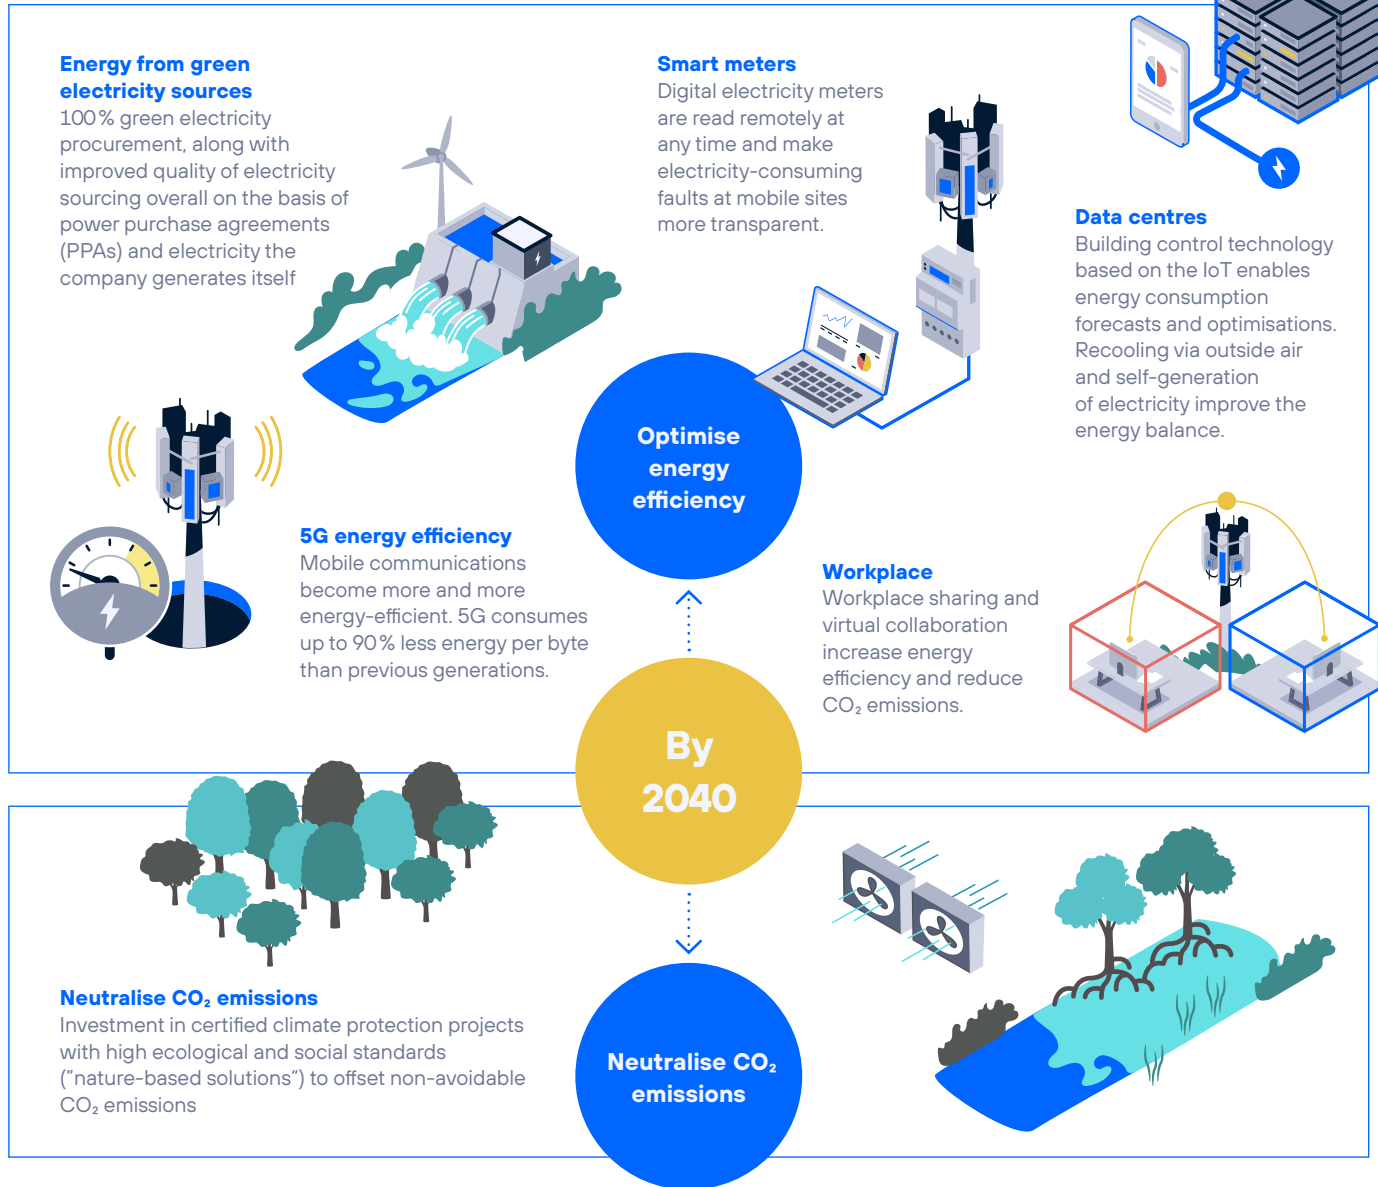 Energy from green
electricity sources
100 % green electricity
procurement, along with
improved quality of electricity
sourcing overall on the basis of
power purchase agreements
(PPAs) and electricity the
company generates itself
Smart meters
Digital electricity meters
are read remotely at
any time and make
electricity-consuming
faults at mobile sites
more transparent.
Data centres
Building control technology
based on the IoT enables
energy consumption
forecasts and optimisations.
Recooling via outside air
and self-generation
of electricity improve the
energy balance.
Optimise
energy
efficiency
5G energy efficiency
Mobile communications
become more and more
energy-efficient. 5G consumes
up to 90 % less energy per byte
than previous generations.
Workplace
Workplace sharing and
virtual collaboration
increase energy
efficiency and reduce
CO₂ emissions.
By
2040
Neutralise CO₂ emissions
Investment in certified climate protection projects
with high ecological and social standards
(”nature-based solutions”) to offset non-avoidable
CO₂ emissions
Neutralise CO₂
emissions